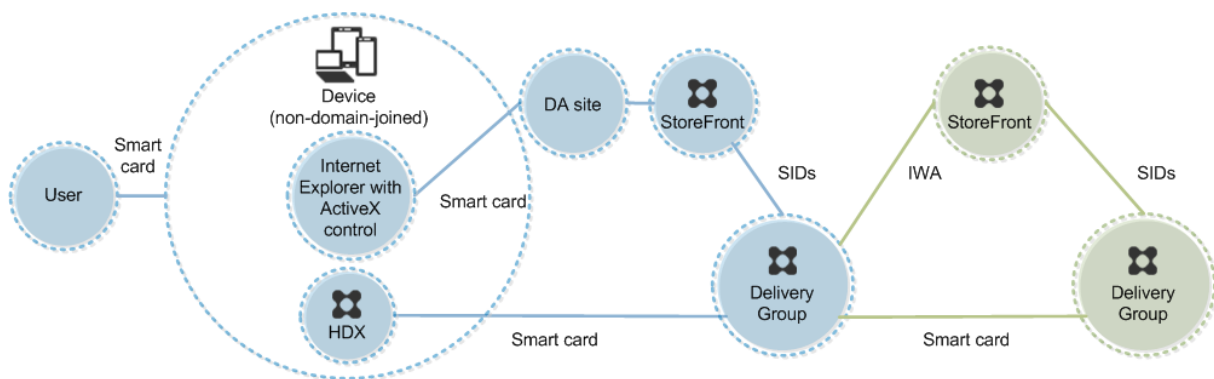 User
Smart
card
Device
(non-domain-joined)
Internet
Explorer with
ActiveX
control
HDX
Smart card
DA site
StoreFront
SIDs
Delivery
Group
Smart card
IWA
StoreFront
SIDs
Delivery
Group
Smart card